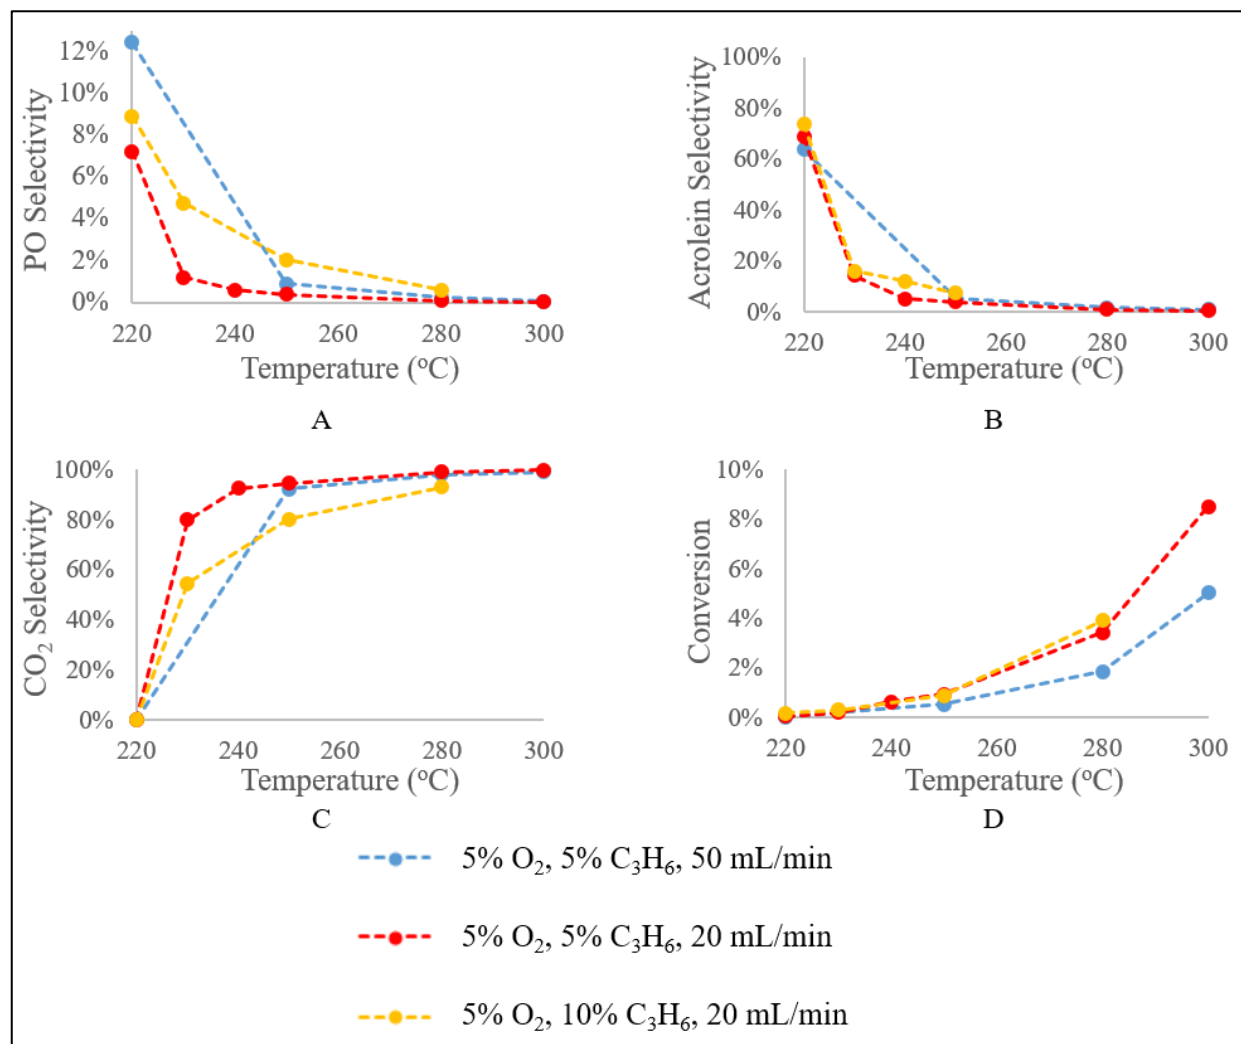 PO Selectivity
12%
10%
8%
6%
4%
2%
0%
220 240 260 280 300
Temperature (°C)
A
Acrolein Selectivity
100%
80%
60%
40%
20%
0%
220 240 260 280 300
Temperature (°C)
B
CO₂ Selectivity
100%
80%
60%
40%
20%
0%
220 240 260 280 300
Temperature (°C)
C
Conversion
10%
8%
6%
4%
2%
0%
220 240 260 280 300
Temperature (°C)
D
5% O₂, 5% C₃H₆, 50 mL/min
5% O₂, 5% C₃H₆, 20 mL/min
5% O₂, 10% C₃H₆, 20 mL/min